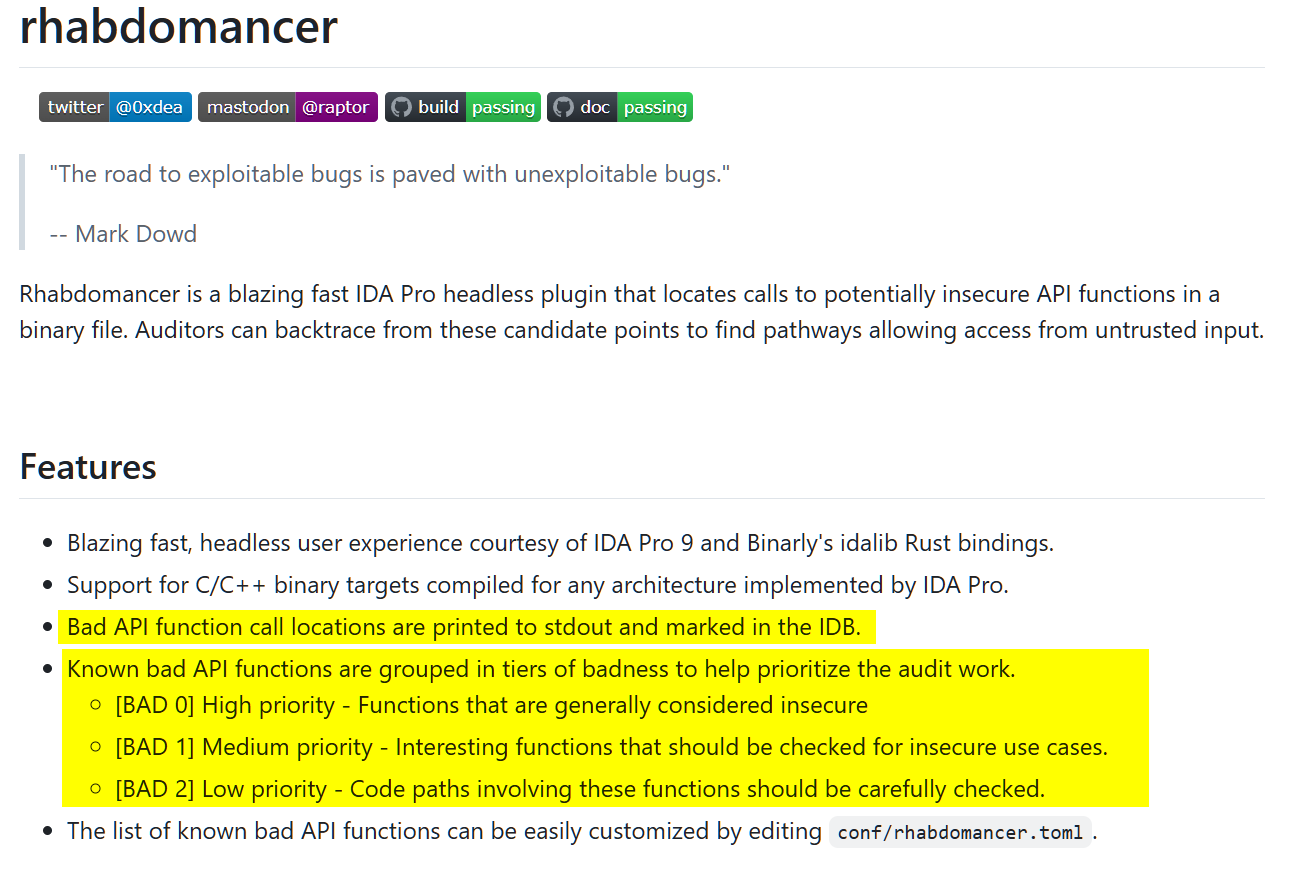 rhabdomancer
twitter @0xdea mastodon @raptor build passing doc passing
"The road to exploitable bugs is paved with unexploitable bugs."
-- Mark Dowd
Rhabdomancer is a blazing fast IDA Pro headless plugin that locates calls to potentially insecure API functions in a
binary file. Auditors can backtrace from these candidate points to find pathways allowing access from untrusted input.
Features
• Blazing fast, headless user experience courtesy of IDA Pro 9 and Binarly's idalib Rust bindings.
• Support for C/C++ binary targets compiled for any architecture implemented by IDA Pro.
• Bad API function call locations are printed to stdout and marked in the IDB.
• Known bad API functions are grouped in tiers of badness to help prioritize the audit work.
○ [BAD 0] High priority - Functions that are generally considered insecure
○ [BAD 1] Medium priority - Interesting functions that should be checked for insecure use cases.
○ [BAD 2] Low priority - Code paths involving these functions should be carefully checked.
• The list of known bad API functions can be easily customized by editing conf/rhabdomancer.toml .